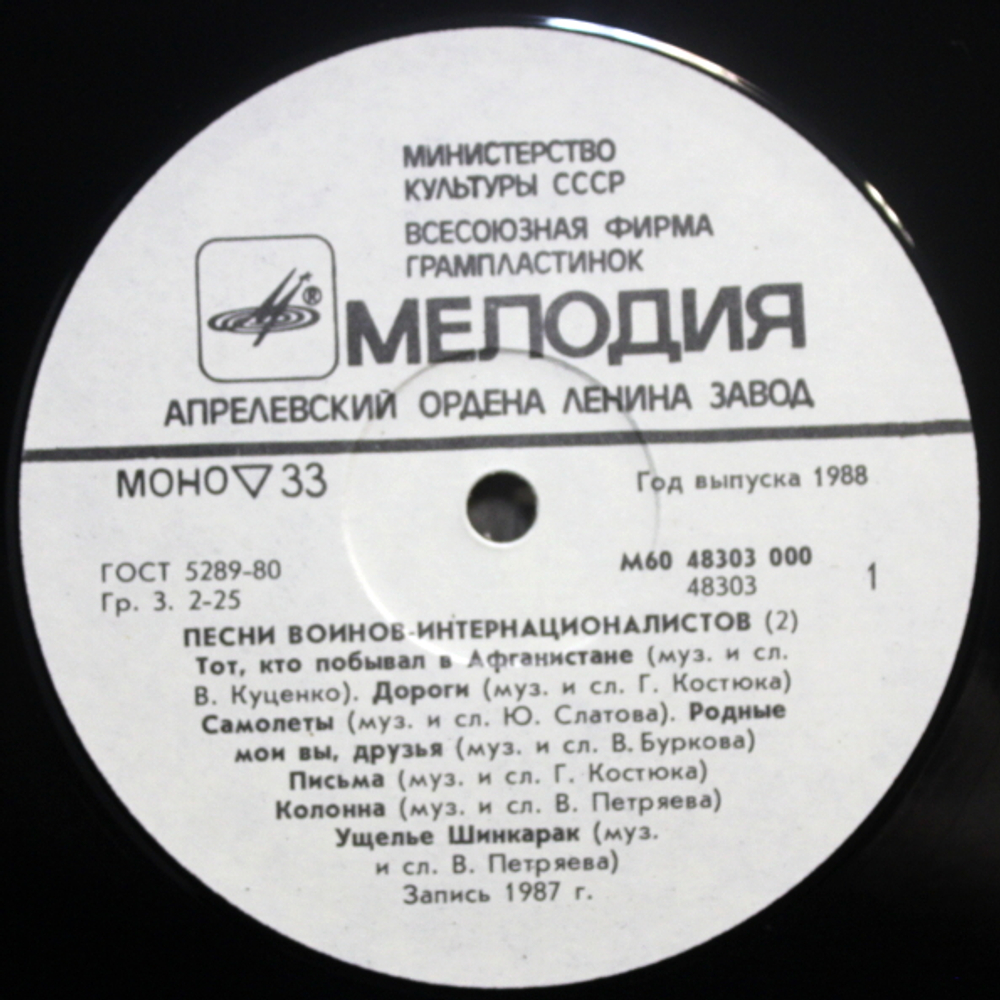 МИНИСТЕРСТВО
КУЛЬТУРЫ СССР
ВСЕСОЮЗНАЯ ФИРМА
ГРАМПЛАСТИНОК
®
МЕЛОДИЯ
АПРЕЛЕВСКИЙ ОРДЕНА ЛЕНИНА ЗАВОД
МОНО ▽ 33
Год выпуска 1988
ГОСТ 5289-80
Гр. 3. 2-25
М60 48303 000
48303
1
ПЕСНИ ВОИНОВ-ИНТЕРНАЦИОНАЛИСТОВ (2)
Тот, кто побывал в Афганистане (муз. и сл.
В. Куценко). Дороги (муз. и сл. Г. Костюка)
Самолеты (муз. и сл. Ю. Слатова). Родные
мои вы, друзья (муз. и сл. В. Буркова)
Письма (муз. и сл. Г. Костюка)
Колонна (муз. и сл. В. Петряева)
Ущелье Шинкарак (муз.
и сл. В. Петряева)
Запись 1987 г.